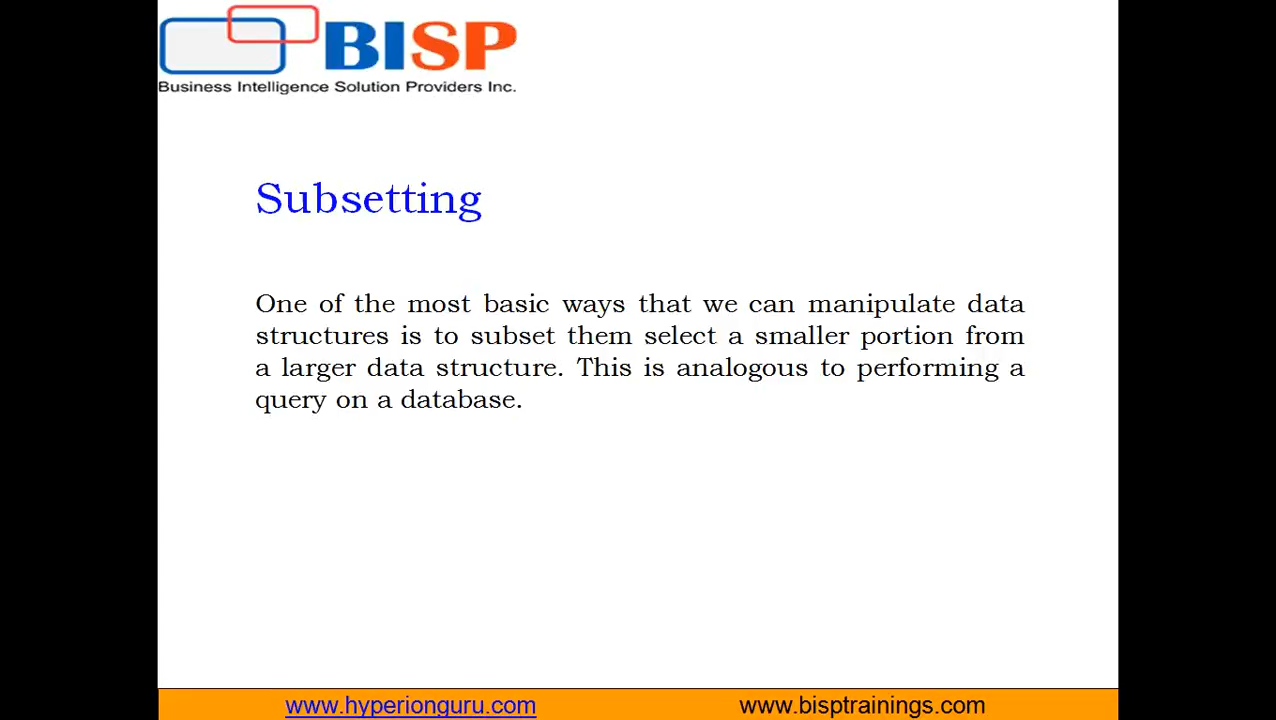 BISP
Business Intelligence Solution Providers Inc.
Subsetting
One of the most basic ways that we can manipulate data
structures is to subset them select a smaller portion from
a larger data structure. This is analogous to performing a
query on a database.
www.hyperionguru.com
www.bisptrainings.com